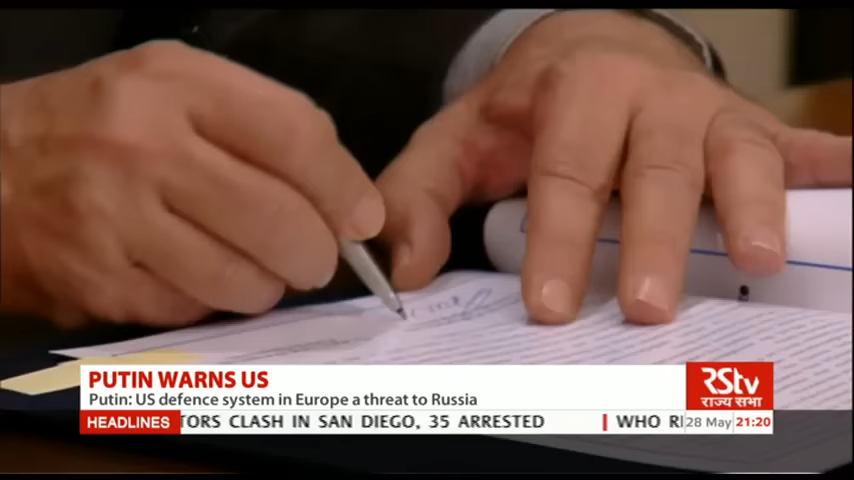 PUTIN WARNS US
Putin: US defence system in Europe a threat to Russia
RStv
राज्य सभा
HEADLINES
TORS CLASH IN SAN DIEGO, 35 ARRESTED
WHO
28 May
21:20